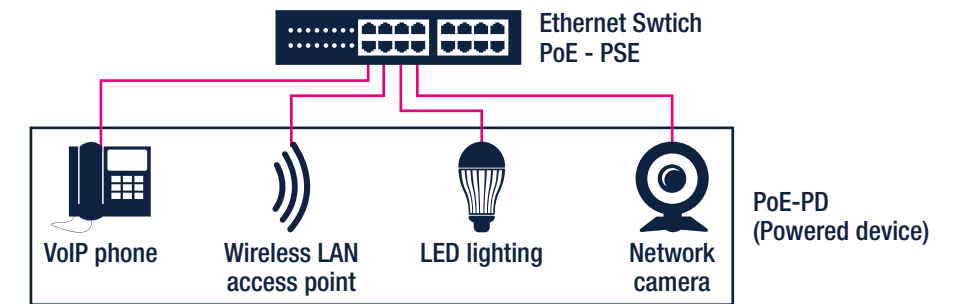 Ethernet Swtich
PoE - PSE
VoIP phone
Wireless LAN
access point
LED lighting
Network
camera
PoE-PD
(Powered device)